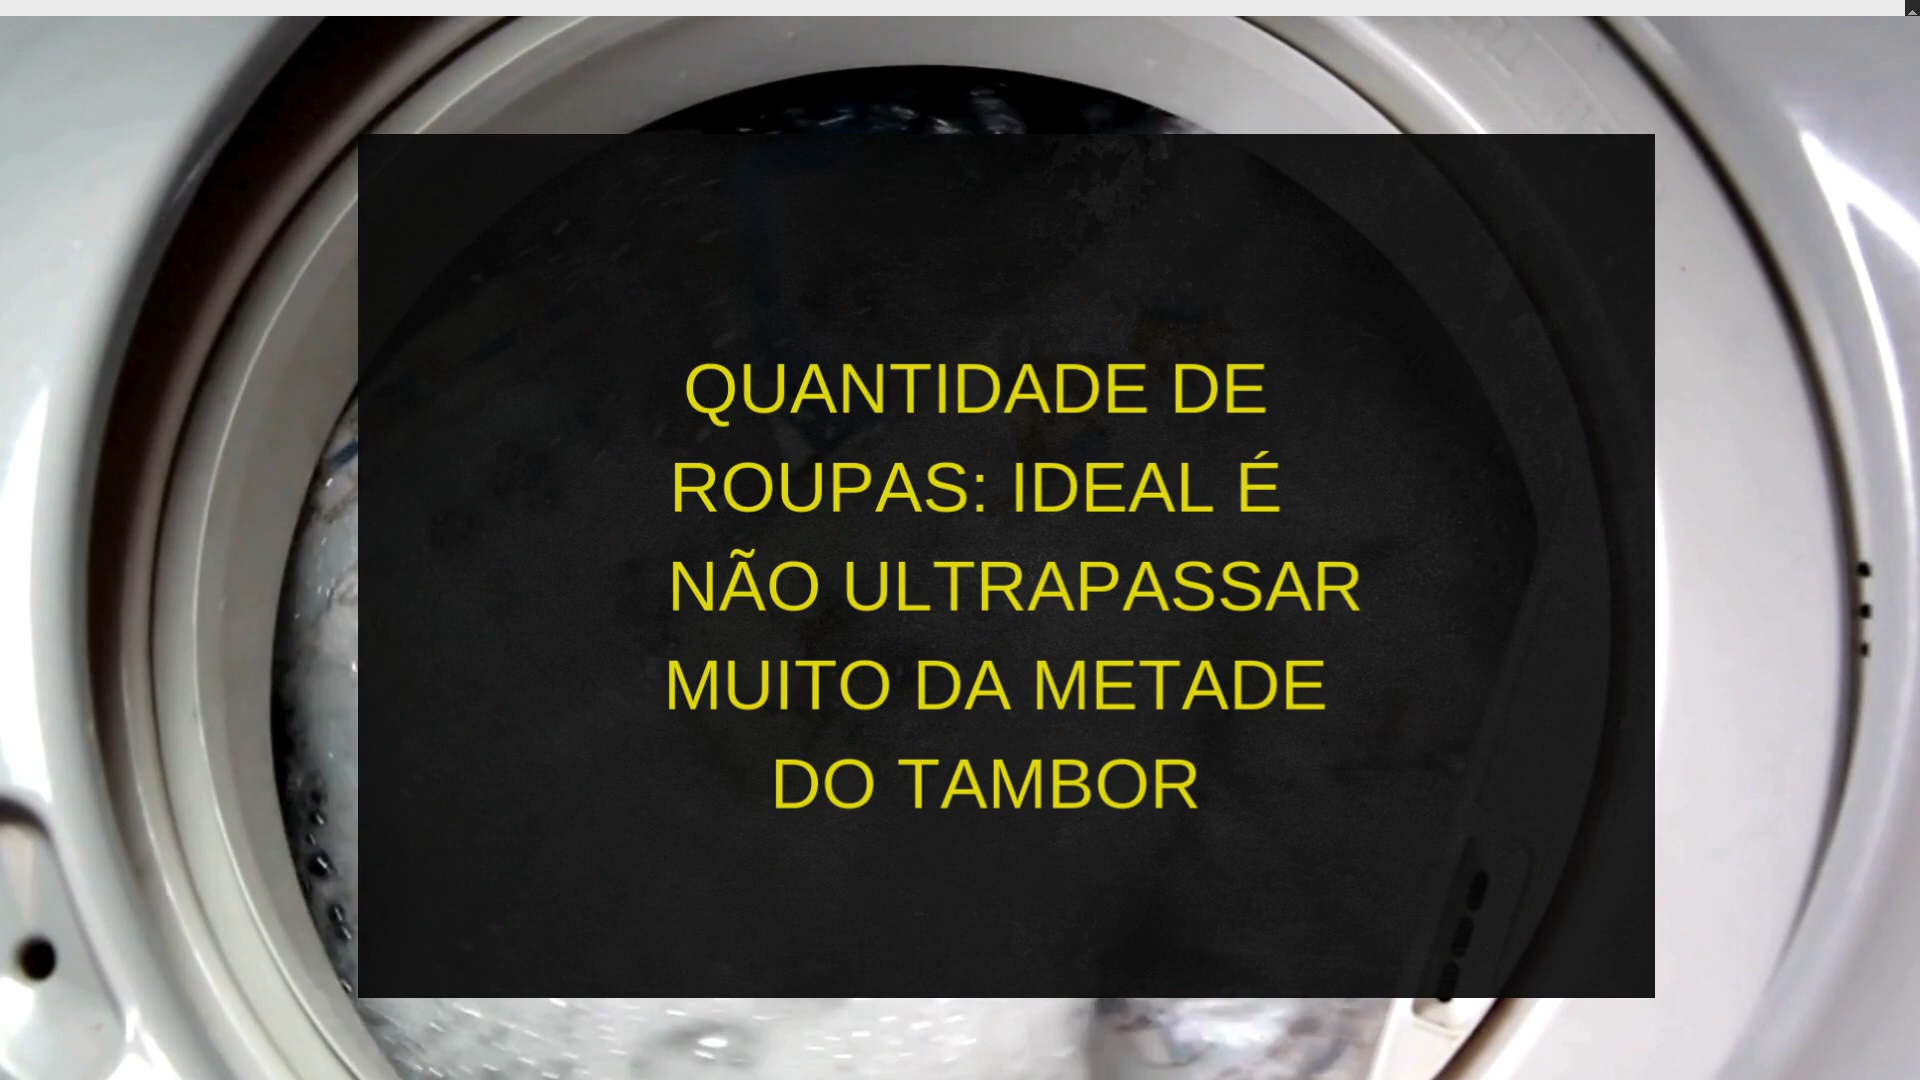 QUANTIDADE DE
ROUPAS: IDEAL É
NÃO ULTRAPASSAR
MUITO DA METADE
DO TAMBOR